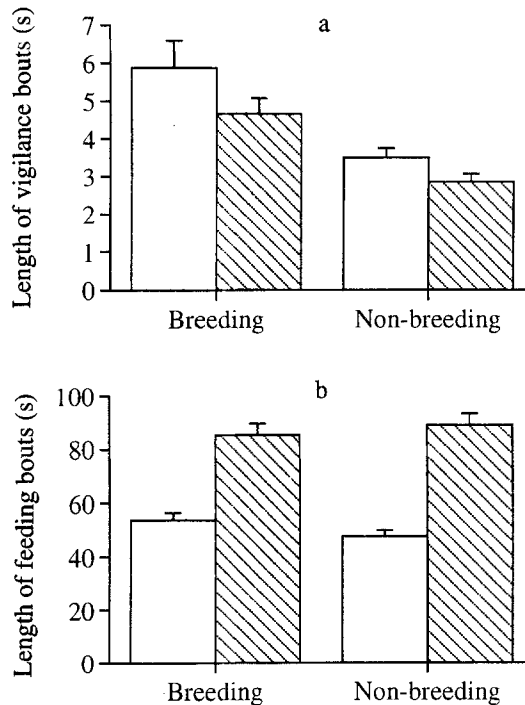 a
Length of vigilance bouts (s)
7
6
5
4
3
2
1
0
Breeding Non-breeding
b
Length of feeding bouts (s)
100
80
60
40
20
0
Breeding Non-breeding